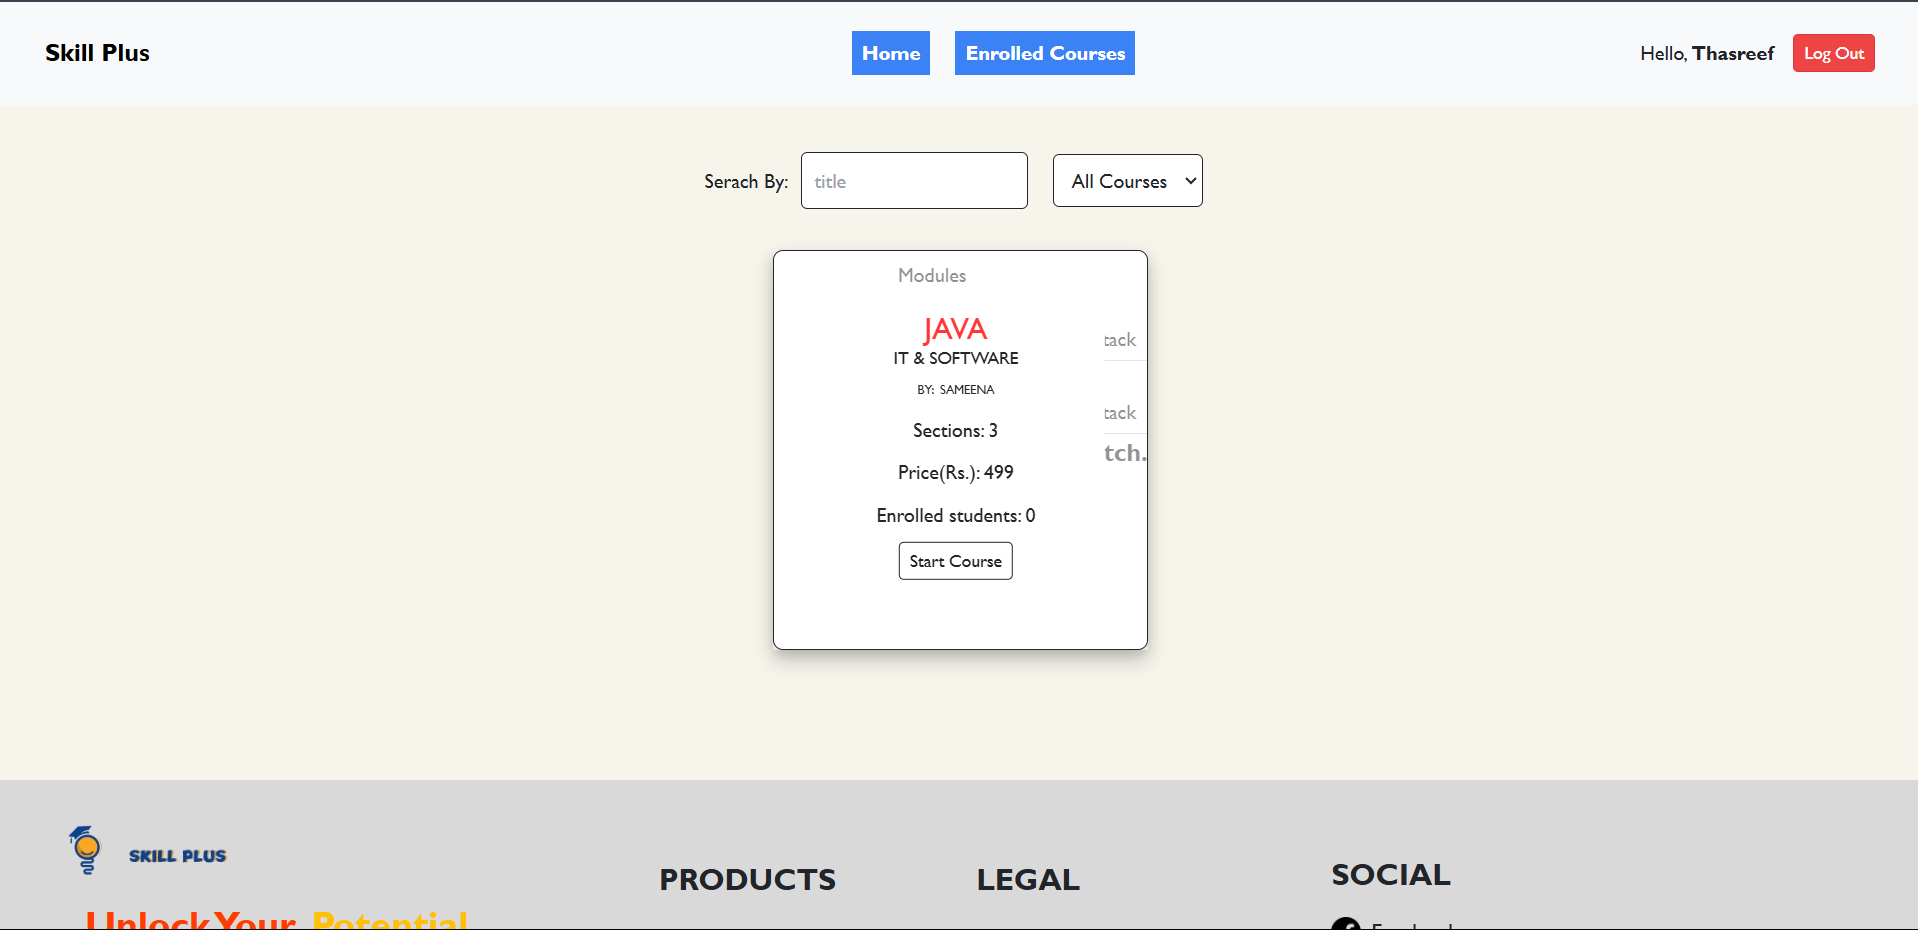 Skill Plus
Home
Enrolled Courses
Hello, Thasreef
Log Out
Serach By:
title
All Courses
Modules
JAVA
IT & SOFTWARE
BY: SAMEENA
Sections: 3
Price(Rs.): 499
Enrolled students: 0
Start Course
tack
tack
tch.
SKILL PLUS
Unlock Your Potential
PRODUCTS
LEGAL
SOCIAL